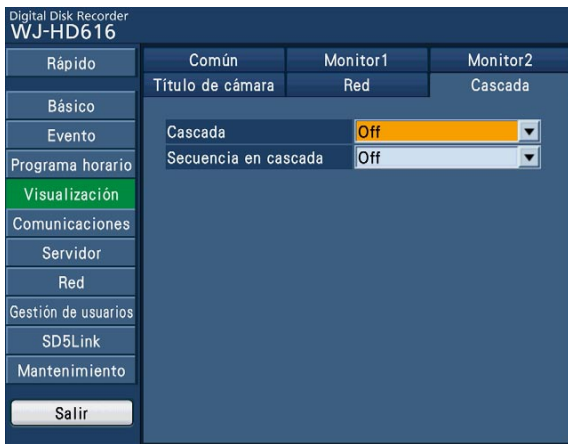 Digital Disk Recorder
WJ-HD616
Rápido
Básico
Evento
Programa horario
Visualización
Comunicaciones
Servidor
Red
Gestión de usuarios
SD5Link
Mantenimiento
Salir
Común Monitor1 Monitor2
Título de cámara Red Cascada
Cascada Off
Secuencia en cascada Off